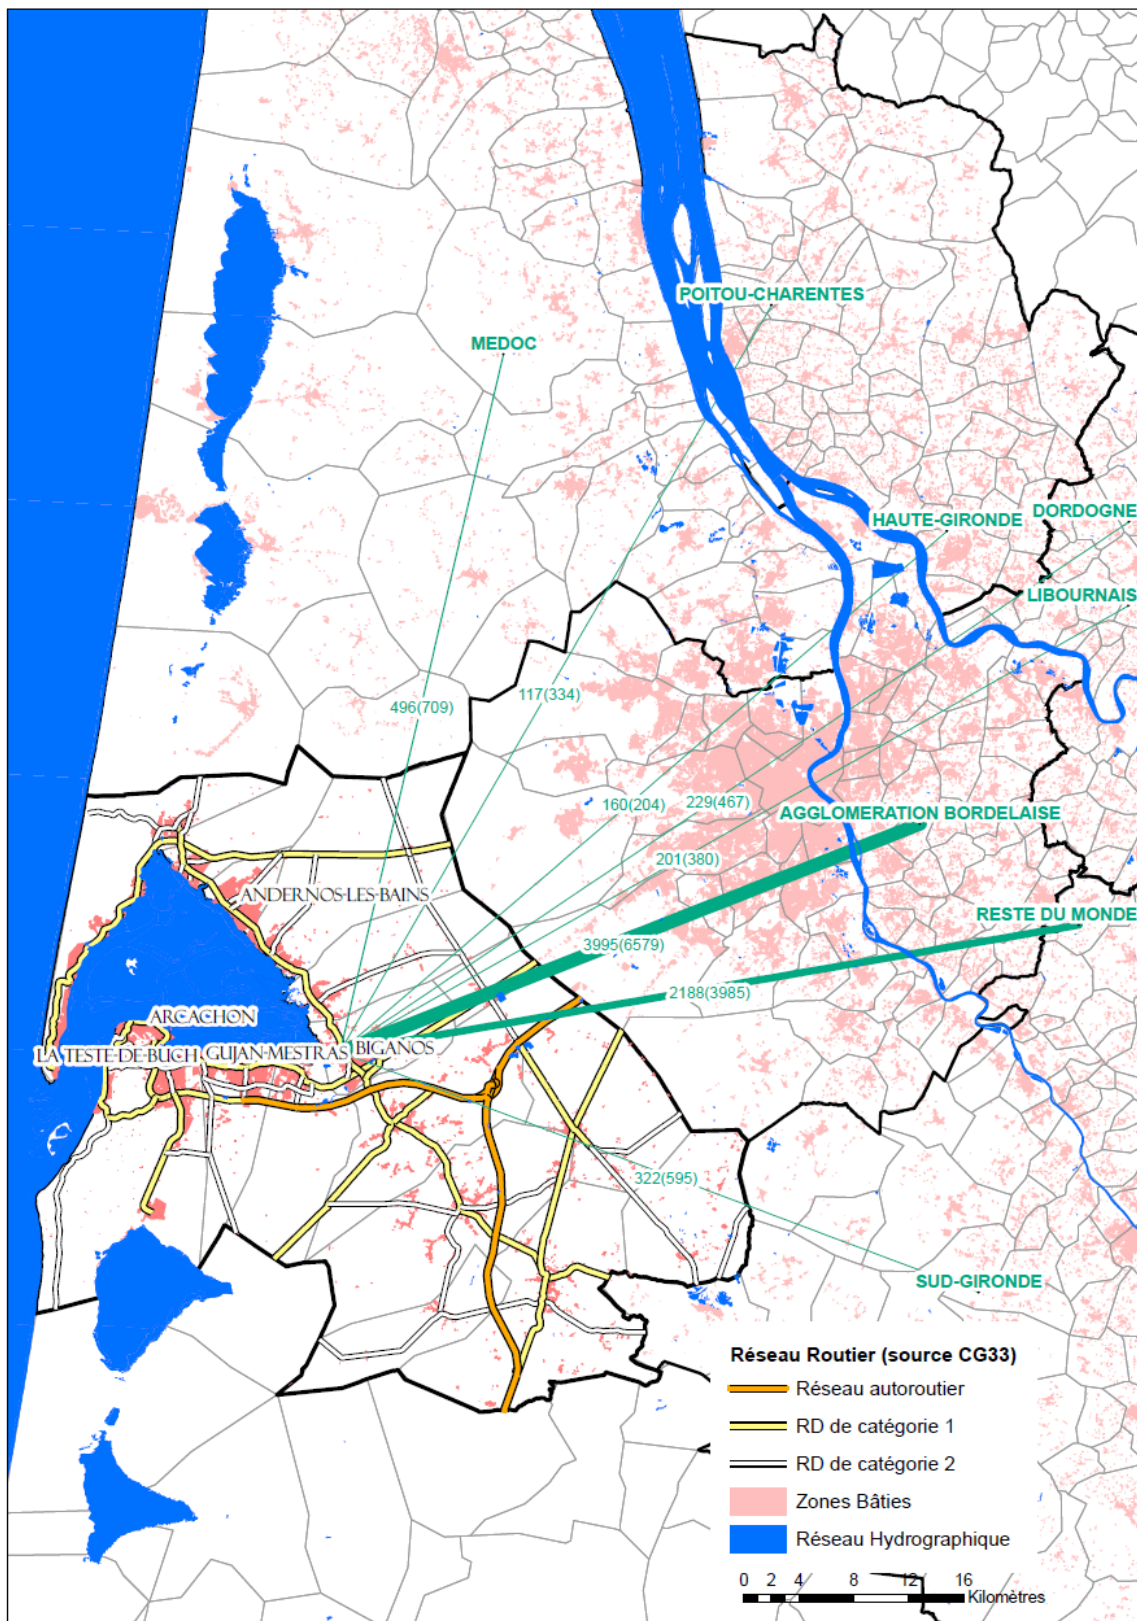 POITOU-CHARENTES
MEDOC
HAUTE-GIRONDE
DORDOGNE
LIBOURNAIS
117(334)
496(709)
160(204)
229(467)
AGGLOMERATION BORDELAISE
201(380)
ANDERNOS-LES-BAINS
RESTE DU MONDE
3995(6579)
2188(3985)
ARCACHON
LA TESTE-DE-BUCH
GUJAN-MESTRAS
BIGANOS
322(595)
SUD-GIRONDE
Réseau Routier (source CG33)
Réseau autoroutier
RD de catégorie 1
RD de catégorie 2
Zones Bâties
Réseau Hydrographique
0 2 4 8 12 16
Kilomètres